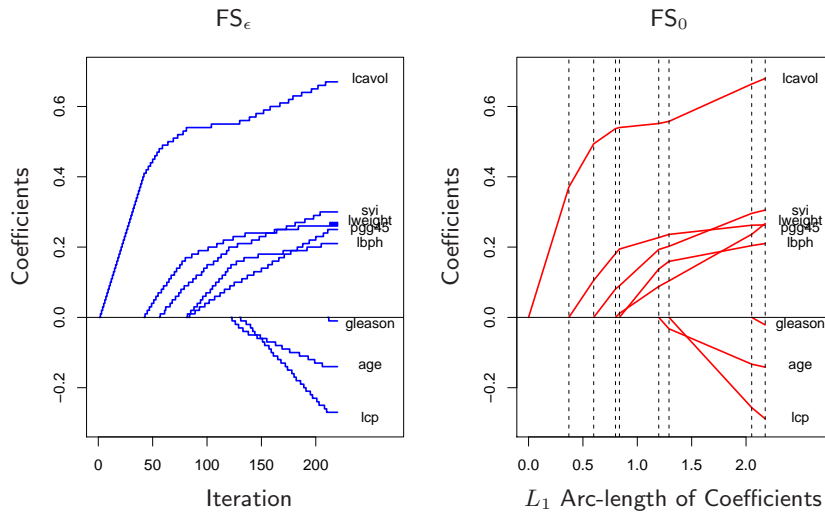 FSϵ
FS0
Coefficients
0.6
0.4
0.2
0.0
−0.2
lcavol
svi
lweight
pgg45
lbph
gleason
age
lcp
0
50
100
150
200
Iteration
Coefficients
0.6
0.4
0.2
0.0
−0.2
lcavol
svi
lweight
pgg45
lbph
gleason
age
lcp
0.0
0.5
1.0
1.5
2.0
L1 Arc-length of Coefficients